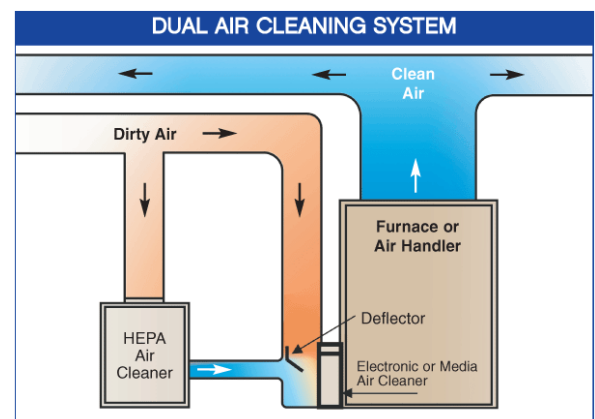 DUAL AIR CLEANING SYSTEM
Clean
Air
Dirty Air
Furnace or
Air Handler
Deflector
HEPA
Air
Cleaner
Electronic or Media
Air Cleaner